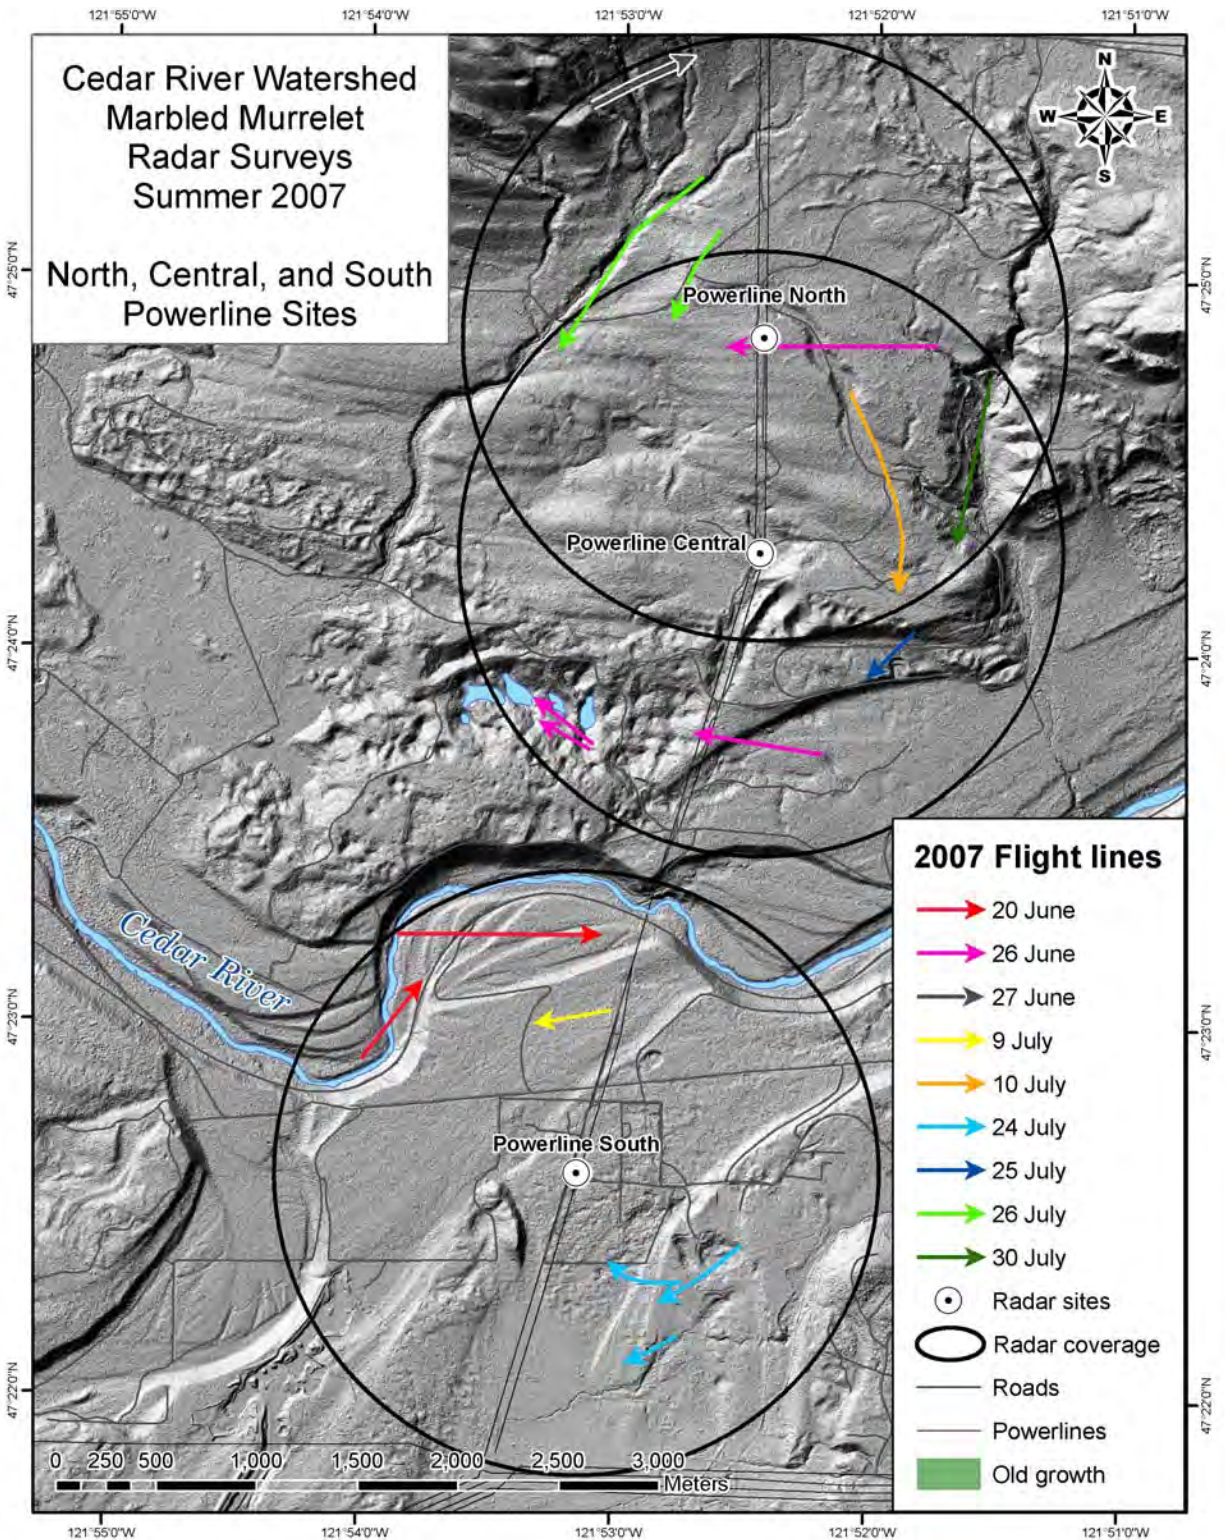 121°55'0"W 121°54'0"W 121°53'0"W 121°52'0"W 121°51'0"W
Cedar River Watershed
Marbled Murrelet
Radar Surveys
Summer 2007
North, Central, and South
Powerline Sites
N
W E
S
47°25'0"N
47°25'0"N
Powerline North
Powerline Central
47°24'0"N
47°24'0"N
Cedar River
47°23'0"N
47°23'0"N
Powerline South
47°22'0"N
47°22'0"N
2007 Flight lines
20 June
26 June
27 June
9 July
10 July
24 July
25 July
26 July
30 July
Radar sites
Radar coverage
Roads
Powerlines
Old growth
0 250 500 1,000 1,500 2,000 2,500 3,000
Meters
121°55'0"W 121°54'0"W 121°53'0"W 121°52'0"W 121°51'0"W